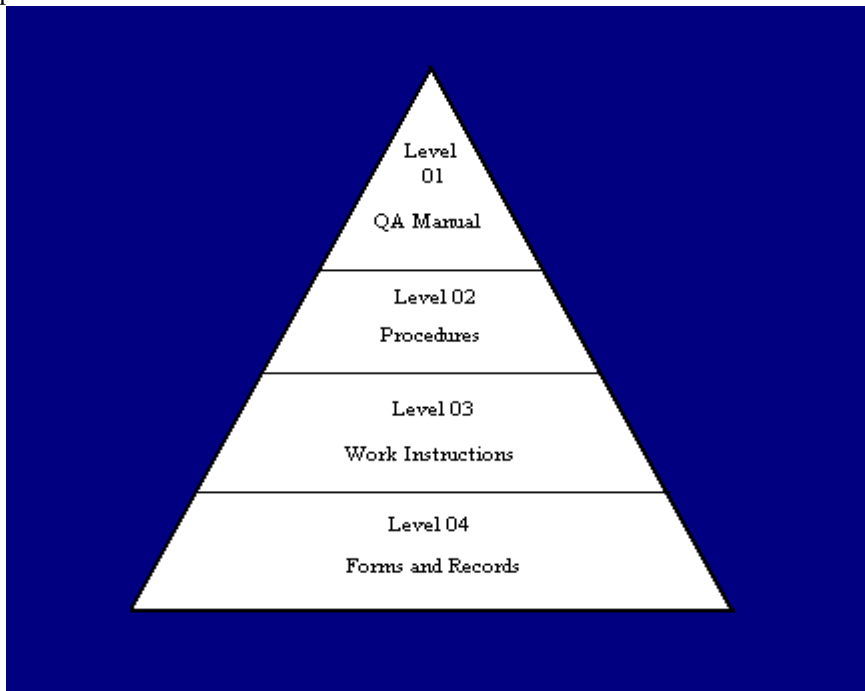 Level
01
QA Manual
Level 02
Procedures
Level 03
Work Instructions
Level 04
Forms and Records